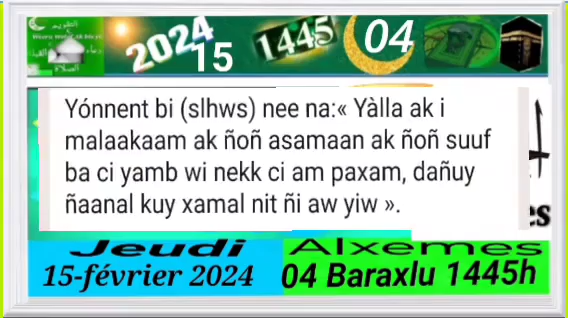 2024
15
1445
04
Yónnent bi (slhws) nee na:« Yàlla ak i
malaakaam ak ñoñ asamaan ak ñoñ suuf
ba ci yamb wi nekk ci am paxam, dañuy
ñaanal kuy xamal nit ñi aw yiw ».
Jeudi
15-février 2024
Alxemes
04 Baraxlu 1445h